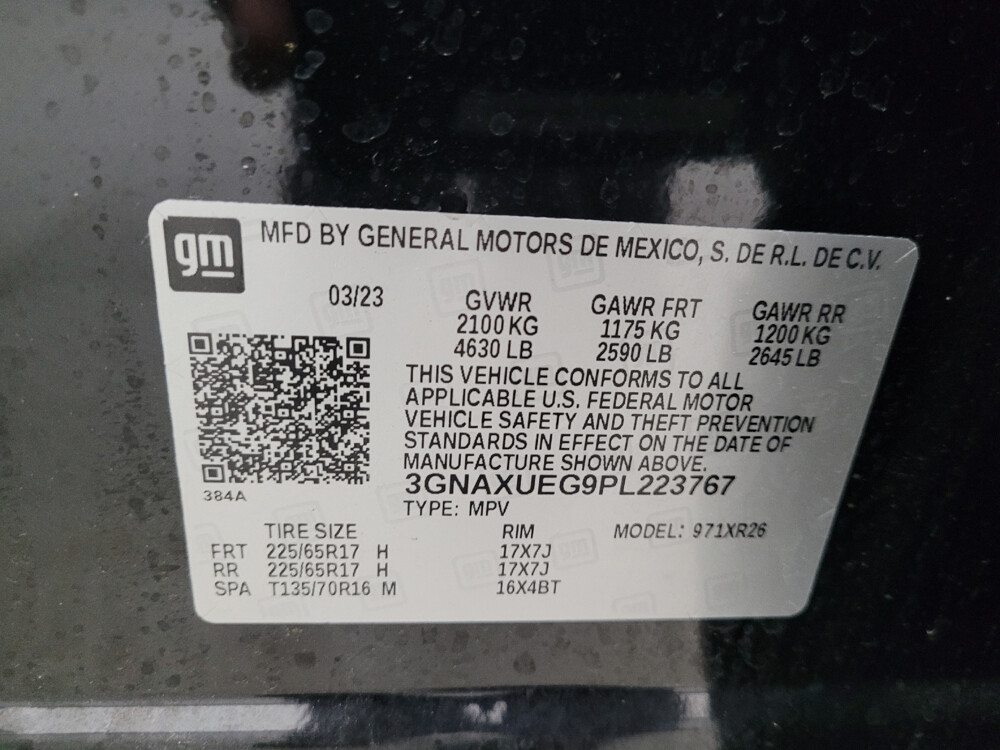 gm
MFD BY GENERAL MOTORS DE MEXICO, S. DE R.L. DE C.V.
03/23 GVWR GAWR FRT GAWR RR
2100 KG 1175 KG 1200 KG
4630 LB 2590 LB 2645 LB
THIS VEHICLE CONFORMS TO ALL
APPLICABLE U.S. FEDERAL MOTOR
VEHICLE SAFETY AND THEFT PREVENTION
STANDARDS IN EFFECT ON THE DATE OF
MANUFACTURE SHOWN ABOVE.
3GNAXUEG9PL223767
384A
TYPE: MPV
TIRE SIZE RIM MODEL: 971XR26
FRT 225/65R17 H 17X7J
RR 225/65R17 H 17X7J
SPA T135/70R16 M 16X4BT